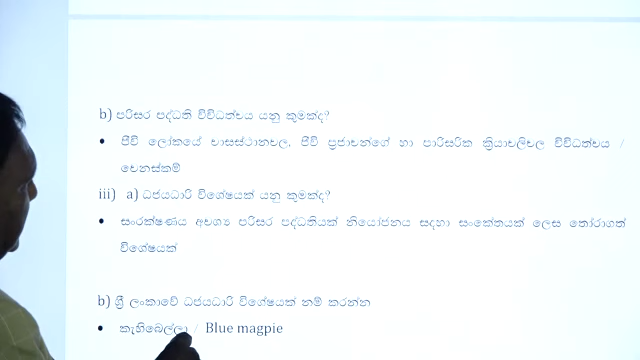 b) පරිසර පද්ධති විවිධත්වය යනු කුමක්ද?
• ජීවි ලෝකයේ වාසස්ථානවල, ජීවි ප්‍රජාවන්ගේ හා පාරිසරික ක්‍රියාවලිවල විවිධත්වය /
වෙනස්කම්
iii) a) ධජයධාරි විශේෂයක් යනු කුමක්ද?
• සංරක්ෂණය අවශ්‍ය පරිසර පද්ධතියක් නියෝජනය සඳහා සංකේතයක් ලෙස තෝරාගත්
විශේෂයක්
b) ශ්‍රී ලංකාවේ ධජයධාරි විශේෂයක් නම් කරන්න
• කැහිබෙල්ලා / Blue magpie